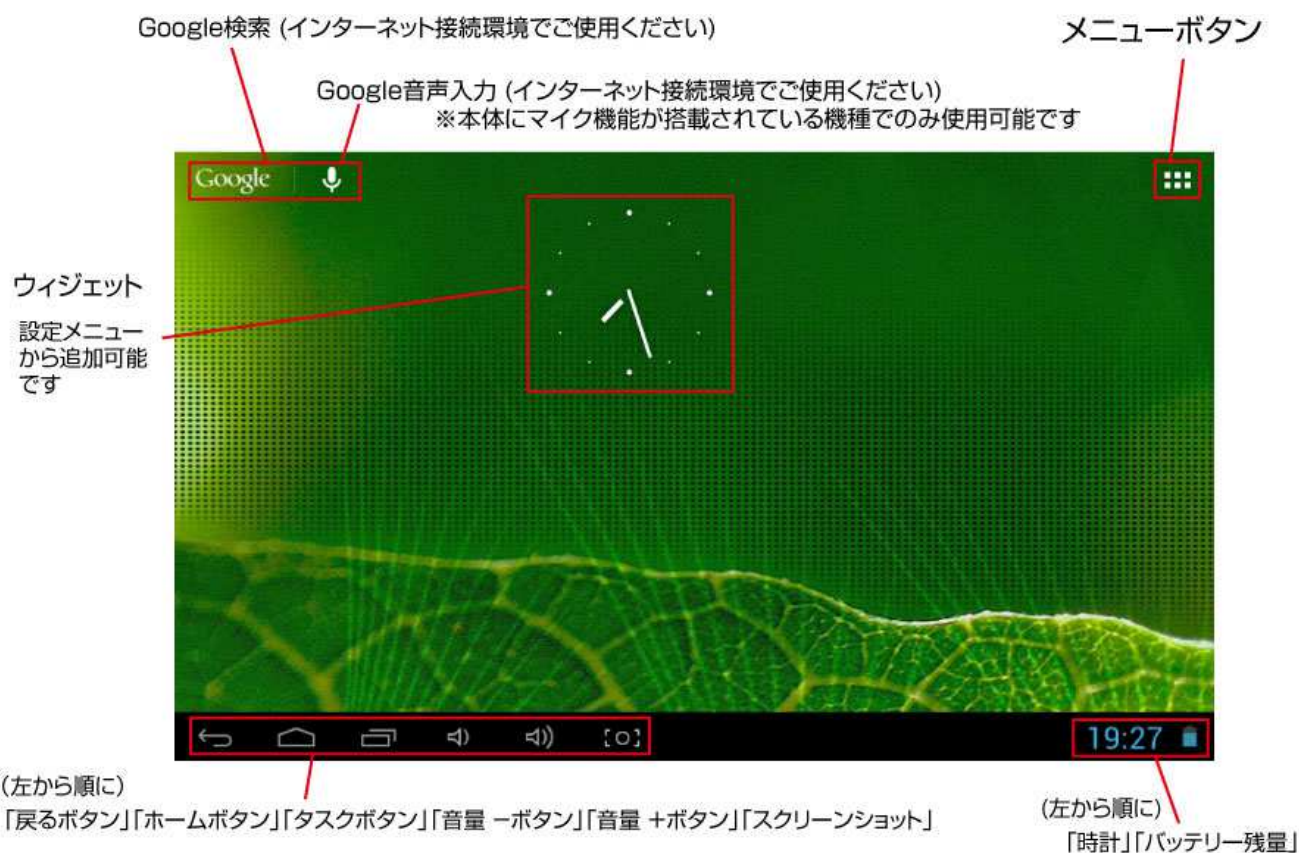 Google検索 (インターネット接続環境でご使用ください)
メニューボタン
Google音声入力 (インターネット接続環境でご使用ください)
※本体にマイク機能が搭載されている機種でのみ使用可能です
Google
ウィジェット
設定メニュー
から追加可能
です
19:27
(左から順に)
「戻るボタン」「ホームボタン」「タスクボタン」「音量 －ボタン」「音量 ＋ボタン」「スクリーンショット」
(左から順に)
「時計」「バッテリー残量」